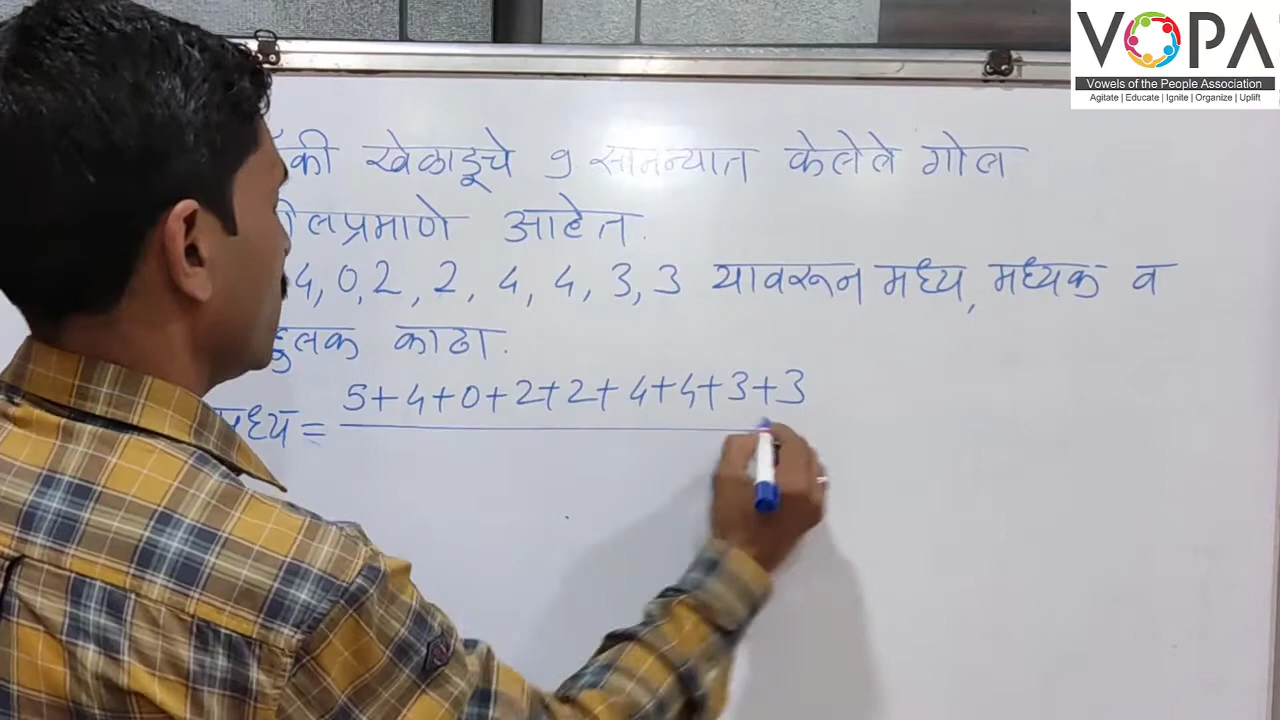 VOPA
Vowels of the People Association
Agitate | Educate | Ignite | Organize | Uplift
की खेळाडूचे 9 सामन्यात केलेले गोल
लप्रमाणे आहेत.
4, 0, 2, 2, 4, 4, 3, 3 यावरून मध्य, मध्यक व
हुलक काढा.
5+4+0+2+2+4+4+3+3
मध्य =